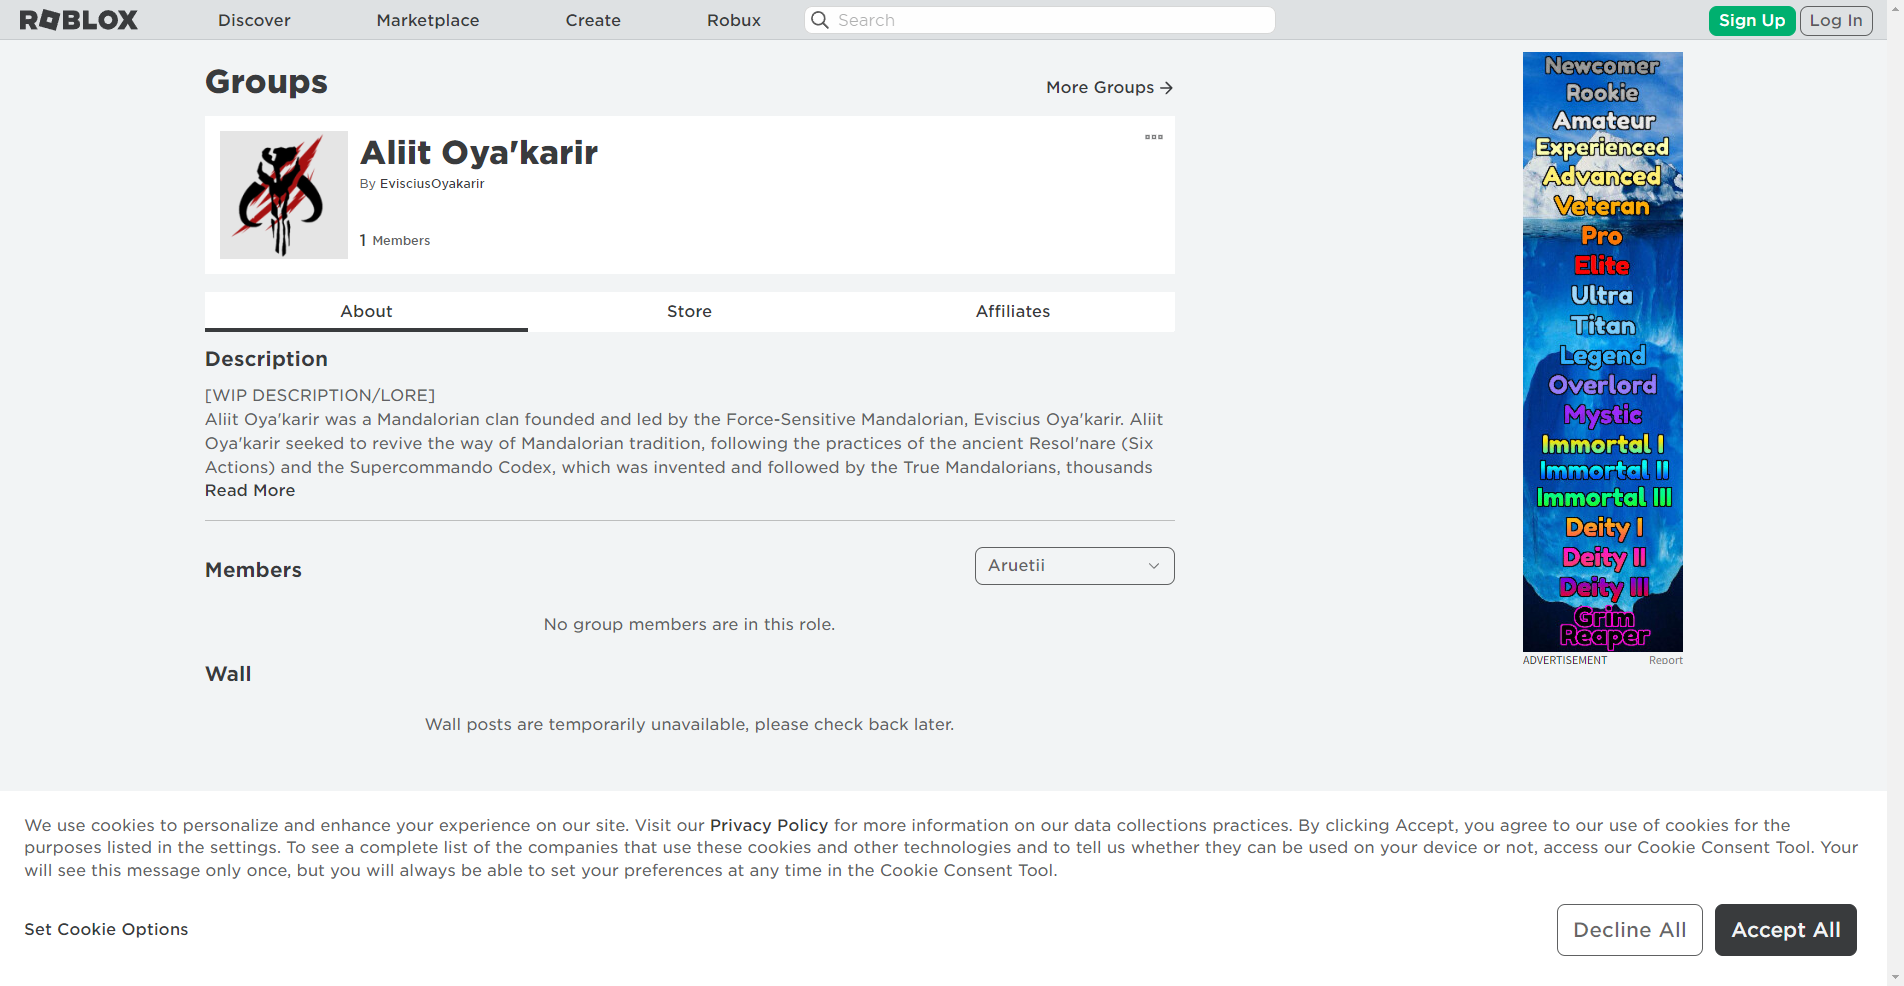 ROBLOX
Discover
Marketplace
Create
Robux
Search
Sign Up
Log In
Groups
More Groups
Aliit Oya'karir
By EvisciusOyakarir
1 Members
About
Store
Affiliates
Description
[WIP DESCRIPTION/LORE]
Aliit Oya'karir was a Mandalorian clan founded and led by the Force-Sensitive Mandalorian, Eviscius Oya'karir. Aliit
Oya'karir seeked to revive the way of Mandalorian tradition, following the practices of the ancient Resol'nare (Six
Actions) and the Supercommando Codex, which was invented and followed by the True Mandalorians, thousands
Read More
Members
Aruetii
No group members are in this role.
Wall
Wall posts are temporarily unavailable, please check back later.
Newcomer
Rookie
Amateur
Experienced
Advanced
Veteran
Pro
Elite
Ultra
Titan
Legend
Overlord
Mystic
Immortal I
Immortal II
Immortal III
Deity I
Deity II
Deity III
Grim
Reaper
ADVERTISEMENT
Report
We use cookies to personalize and enhance your experience on our site. Visit our Privacy Policy for more information on our data collections practices. By clicking Accept, you agree to our use of cookies for the
purposes listed in the settings. To see a complete list of the companies that use these cookies and other technologies and to tell us whether they can be used on your device or not, access our Cookie Consent Tool. Your
will see this message only once, but you will always be able to set your preferences at any time in the Cookie Consent Tool.
Set Cookie Options
Decline All
Accept All